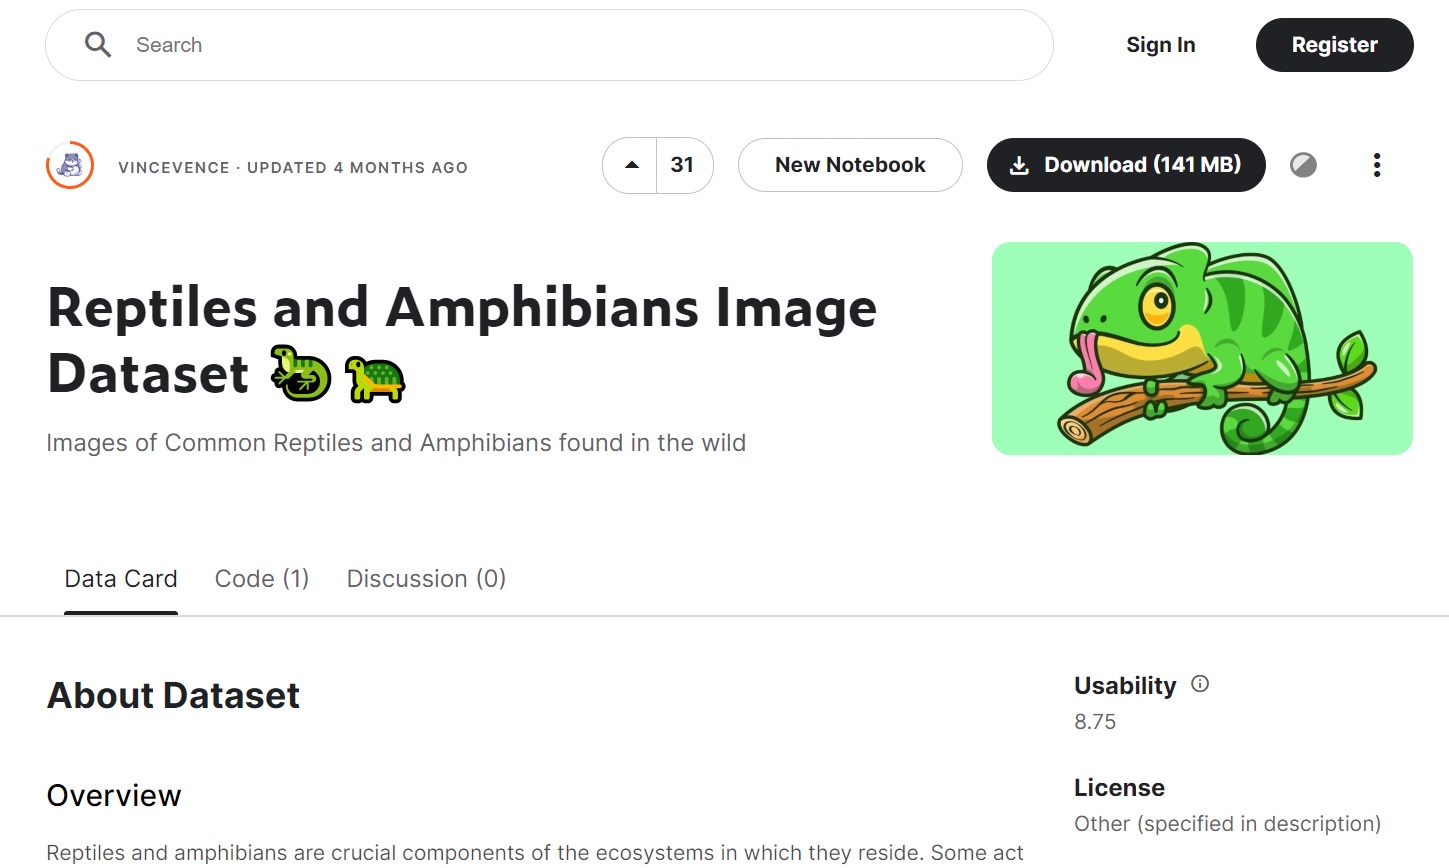 Search
Sign In
Register
VINCEVENCE · UPDATED 4 MONTHS AGO
31
New Notebook
Download (141 MB)
Reptiles and Amphibians Image
Dataset 🦎 🐢
Images of Common Reptiles and Amphibians found in the wild
Data Card
Code (1)
Discussion (0)
About Dataset
Usability
8.75
Overview
License
Other (specified in description)
Reptiles and amphibians are crucial components of the ecosystems in which they reside. Some act